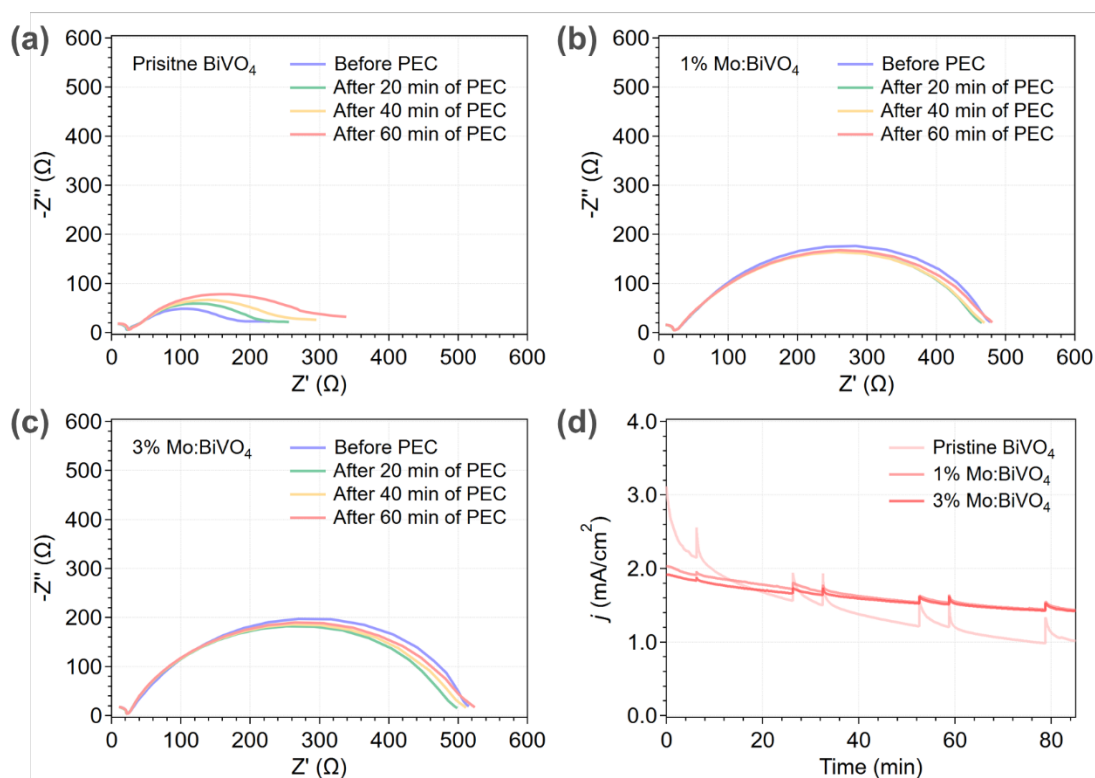 (a)
600
500
400
300
200
100
0
-Z'' (Ω)
Prisitne BiVO₄
Before PEC
After 20 min of PEC
After 40 min of PEC
After 60 min of PEC
0 100 200 300 400 500 600
Z' (Ω)
(b)
600
500
400
300
200
100
0
-Z'' (Ω)
1% Mo:BiVO₄
Before PEC
After 20 min of PEC
After 40 min of PEC
After 60 min of PEC
0 100 200 300 400 500 600
Z' (Ω)
(c)
600
500
400
300
200
100
0
-Z'' (Ω)
3% Mo:BiVO₄
Before PEC
After 20 min of PEC
After 40 min of PEC
After 60 min of PEC
0 100 200 300 400 500 600
Z' (Ω)
(d)
4.0
3.0
2.0
1.0
0.0
j (mA/cm²)
Pristine BiVO₄
1% Mo:BiVO₄
3% Mo:BiVO₄
0 20 40 60 80
Time (min)